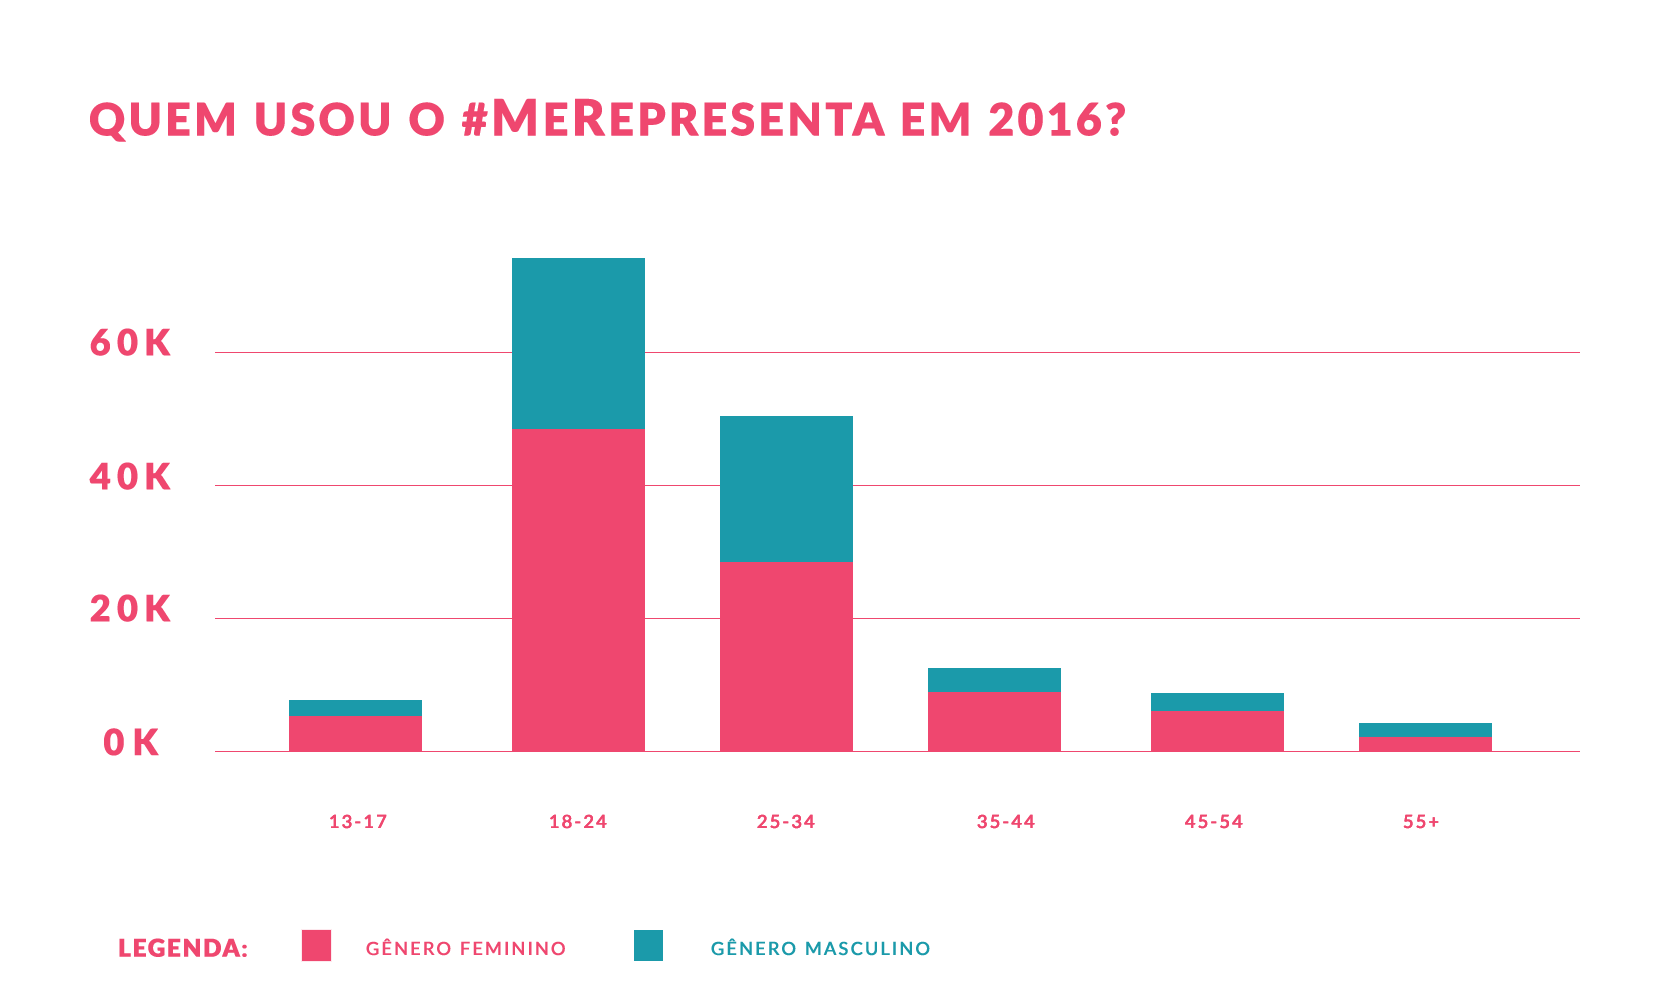 QUEM USOU O #MEREPRESENTA EM 2016?
60K
40K
20K
0K
13-17 18-24 25-34 35-44 45-54 55+
LEGENDA: GÊNERO FEMININO GÊNERO MASCULINO